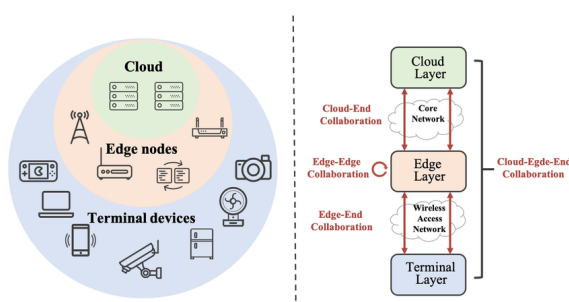 Cloud
Edge nodes
Terminal devices
Cloud
Layer
Cloud-End
Collaboration
Core
Network
Edge-Edge
Collaboration
Edge
Layer
Cloud-Egde-End
Collaboration
Edge-End
Collaboration
Wireless
Access
Network
Terminal
Layer